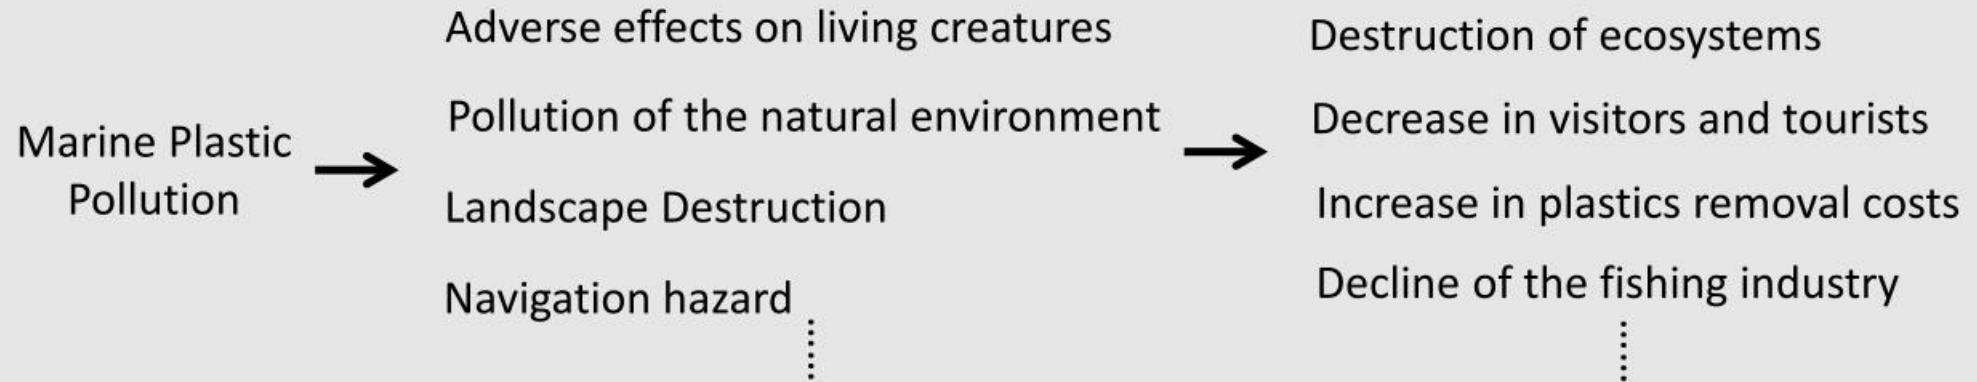 Marine Plastic
Pollution
Adverse effects on living creatures
Pollution of the natural environment
Landscape Destruction
Navigation hazard
Destruction of ecosystems
Decrease in visitors and tourists
Increase in plastics removal costs
Decline of the fishing industry